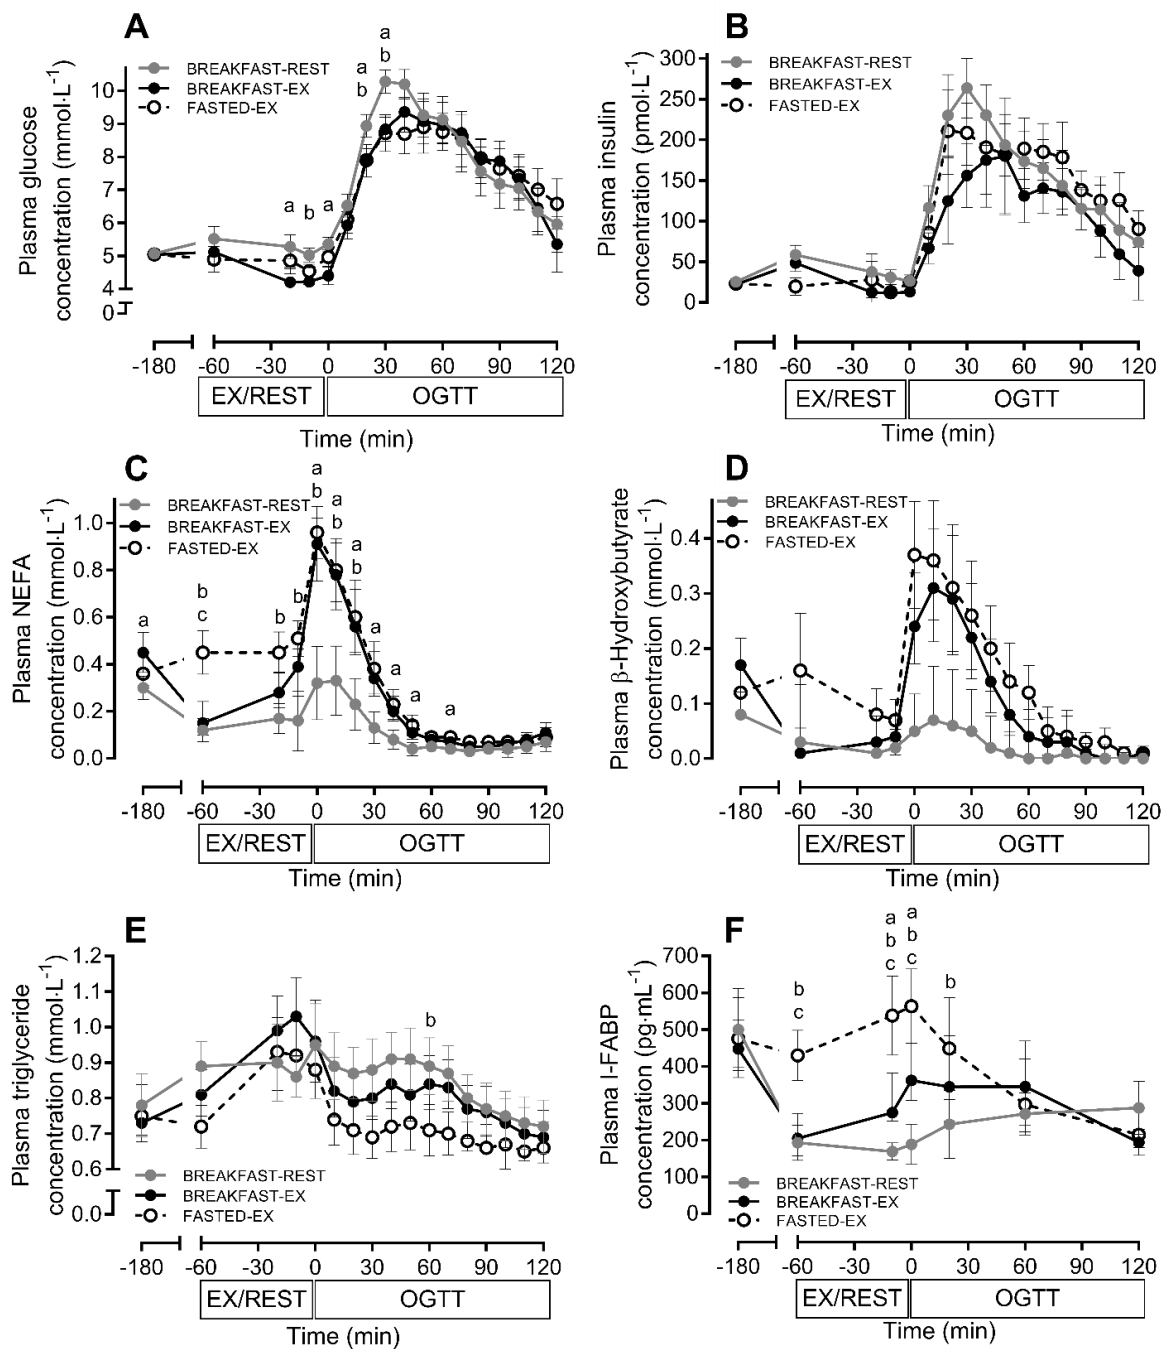 A
a
b
a
b
BREAKFAST-REST
BREAKFAST-EX
FASTED-EX
Plasma glucose
concentration (mmol·L⁻¹)
10
9
8
7
6
5
4
0
a
b
a
-180
-60
-30
0
30
60
90
120
EX/REST
OGTT
Time (min)
B
BREAKFAST-REST
BREAKFAST-EX
FASTED-EX
Plasma insulin
concentration (pmol·L⁻¹)
300
250
200
150
100
50
0
-180
-60
-30
0
30
60
90
120
EX/REST
OGTT
Time (min)
C
BREAKFAST-REST
BREAKFAST-EX
FASTED-EX
Plasma NEFA
concentration (mmol·L⁻¹)
1.0
0.8
0.6
0.4
0.2
0.0
a
b
c
b
b
a
b
a
b
a
b
a
a
a
a
-180
-60
-30
0
30
60
90
120
EX/REST
OGTT
Time (min)
D
BREAKFAST-REST
BREAKFAST-EX
FASTED-EX
Plasma β-Hydroxybutyrate
concentration (mmol·L⁻¹)
0.4
0.3
0.2
0.1
0.0
-180
-60
-30
0
30
60
90
120
EX/REST
OGTT
Time (min)
E
Plasma triglyceride
concentration (mmol·L⁻¹)
1.2
1.1
1.0
0.9
0.8
0.7
0.6
0.0
b
BREAKFAST-REST
BREAKFAST-EX
FASTED-EX
-180
-60
-30
0
30
60
90
120
EX/REST
OGTT
Time (min)
F
Plasma I-FABP
concentration (pg·mL⁻¹)
700
600
500
400
300
200
100
0
b
c
a
b
c
a
b
c
b
BREAKFAST-REST
BREAKFAST-EX
FASTED-EX
-180
-60
-30
0
30
60
90
120
EX/REST
OGTT
Time (min)